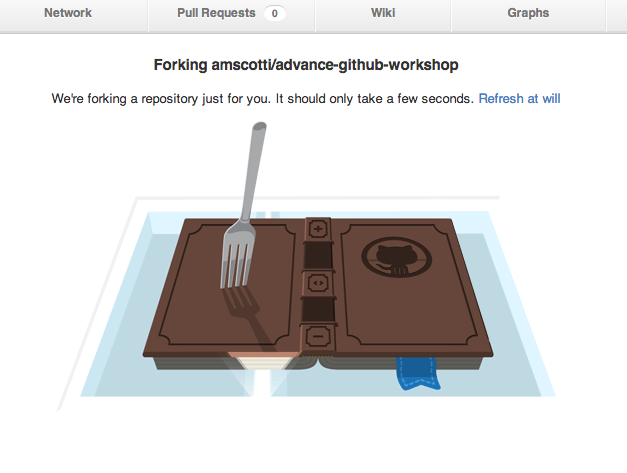 Network Pull Requests 0 Wiki Graphs
Forking amscotti/advance-github-workshop
We're forking a repository just for you. It should only take a few seconds. Refresh at will